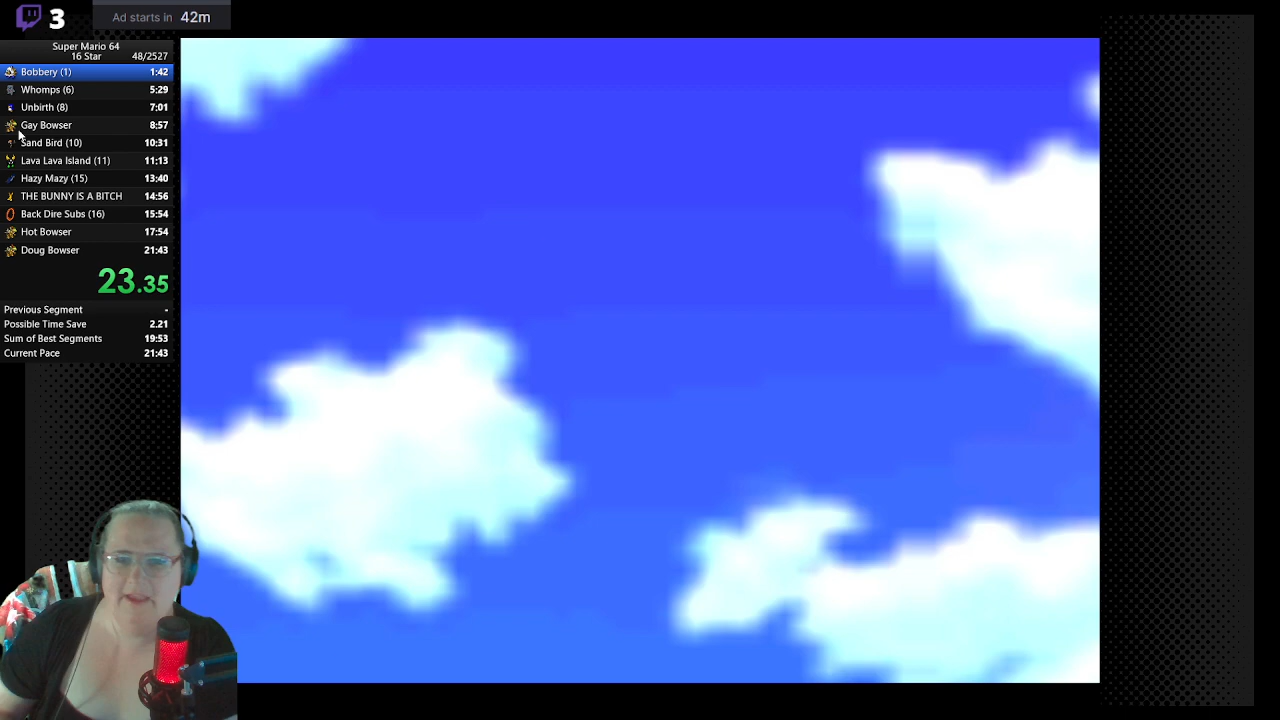 3
Ad starts in 42m
Super Mario 64
16 Star 48/2527
Bobbery (1) 1:42
Whomps (6) 5:29
Unbirth (8) 7:01
Gay Bowser 8:57
Sand Bird (10) 10:31
Lava Lava Island (11) 11:13
Hazy Mazy (15) 13:40
THE BUNNY IS A BITCH 14:56
Back Dire Subs (16) 15:54
Hot Bowser 17:54
Doug Bowser 21:43
23.35
Previous Segment -
Possible Time Save 2.21
Sum of Best Segments 19:53
Current Pace 21:43